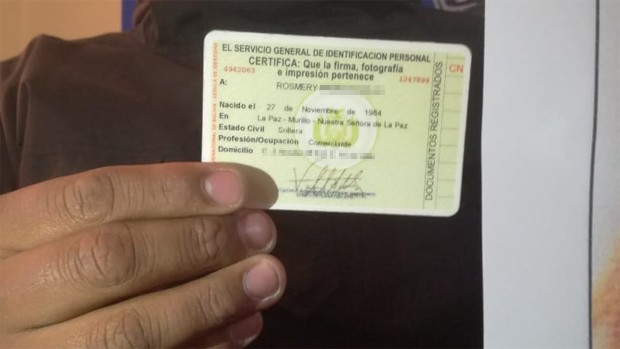 EL SERVICIO GENERAL DE IDENTIFICACION PERSONAL
CERTIFICA: Que la firma, fotografía
e impresión pertenece
4942063
A:
ROSMERY
Nacido el 27 de Noviembre de 1984
En La Paz - Murillo - Nuestra Señora de La Paz
Estado Civil Soltera
Profesión/Ocupación Comerciante
Domicilio
CN
DOCUMENTOS REGISTRADOS